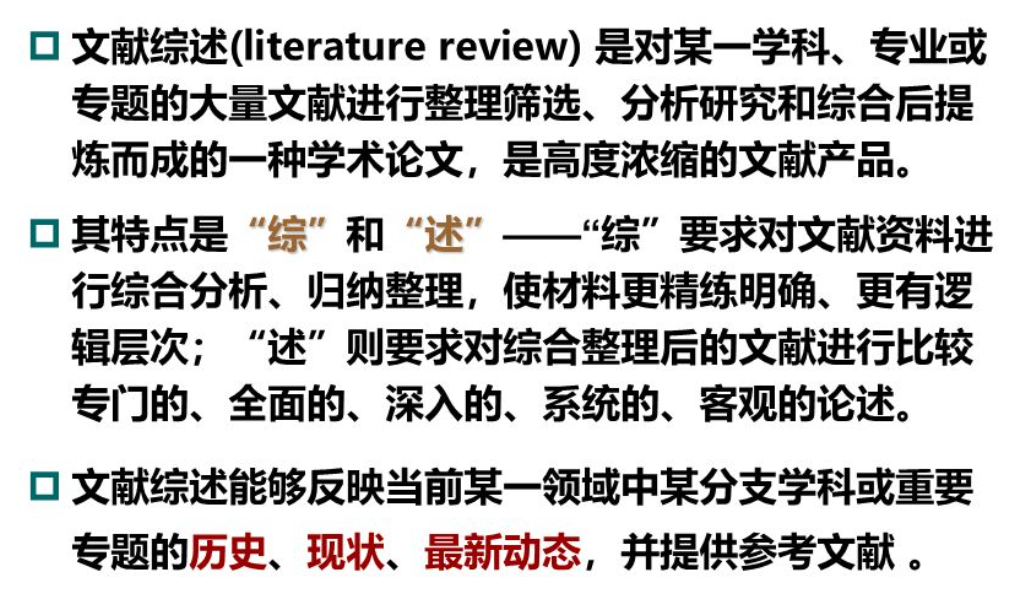 文献综述(literature review) 是对某一学科、专业或
专题的大量文献进行整理筛选、分析研究和综合后提
炼而成的一种学术论文，是高度浓缩的文献产品。
其特点是“综”和“述”——“综”要求对文献资料进
行综合分析、归纳整理，使材料更精练明确、更有逻
辑层次；“述”则要求对综合整理后的文献进行比较
专门的、全面的、深入的、系统的、客观的论述。
文献综述能够反映当前某一领域中某分支学科或重要
专题的历史、现状、最新动态，并提供参考文献 。